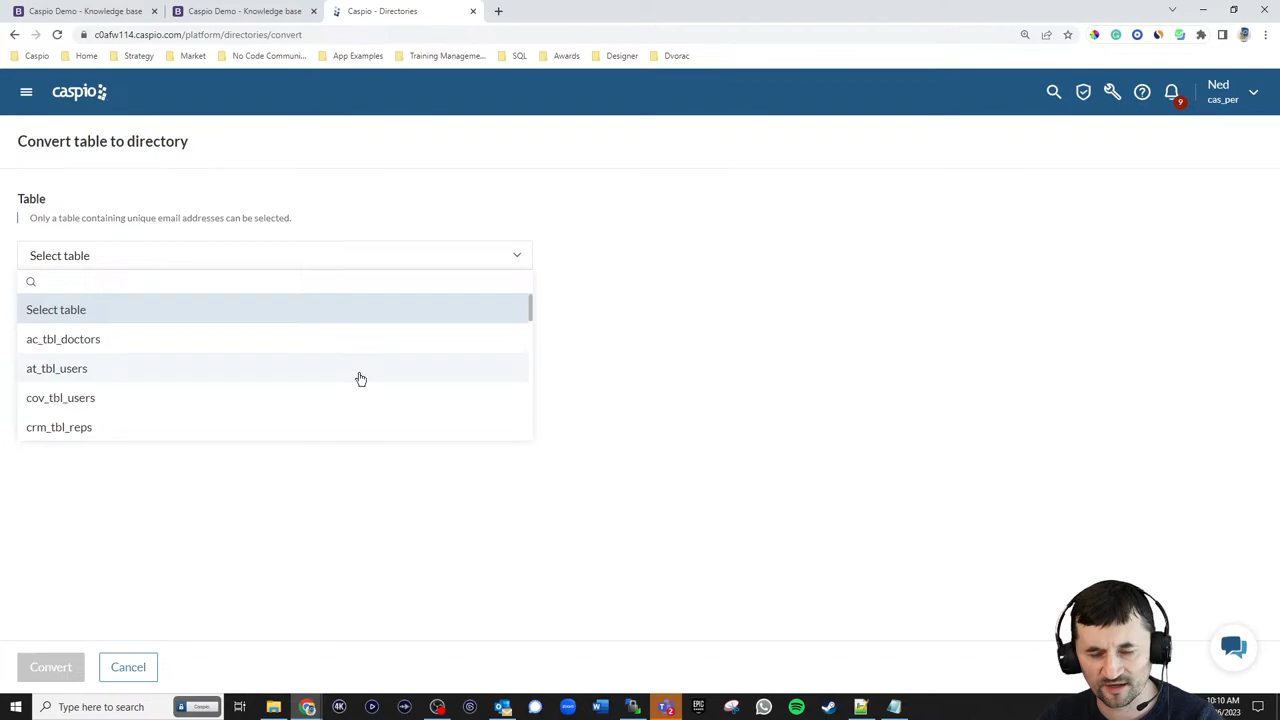 Caspio Demo - Knowledge base
Caspio Demo - Knowledge base
Caspio - Directories
c0afw114.caspio.com/platform/directories/convert
Caspio
Home
Strategy
Market
No Code Communi...
App Examples
Training Manageme...
SQL
Awards
Designer
Dvorac
caspio
9
Ned
cas_per
Convert table to directory
Table
Only a table containing unique email addresses can be selected.
Select table
Select table
ac_tbl_doctors
at_tbl_users
cov_tbl_users
crm_tbl_reps
Convert
Cancel
Type here to search
Caspio
10:10 AM